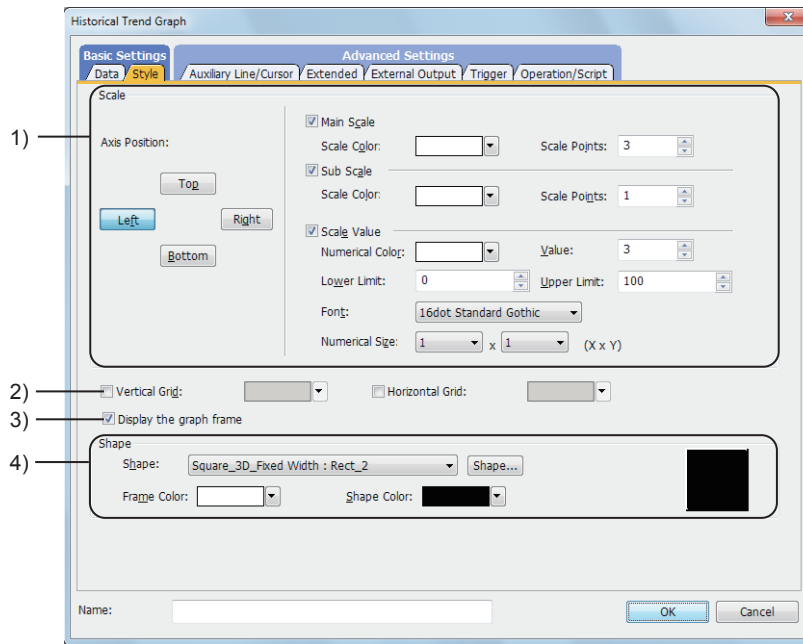 Historical Trend Graph
x
Basic Settings
Advanced Settings
Data Style Auxiliary Line/Cursor Extended External Output Trigger Operation/Script
Scale
1)
Axis Position:
Top
Left
Right
Bottom
Main Scale
Scale Color:
Scale Points: 3
Sub Scale
Scale Color:
Scale Points: 1
Scale Value
Numerical Color:
Value: 3
Lower Limit: 0
Upper Limit: 100
Font: 16dot Standard Gothic
Numerical Size: 1 x 1 (X x Y)
2) Vertical Grid:
Horizontal Grid:
3) Display the graph frame
Shape
4)
Shape: Square_3D_Fixed Width : Rect_2 Shape...
Frame Color:
Shape Color:
Name:
OK
Cancel